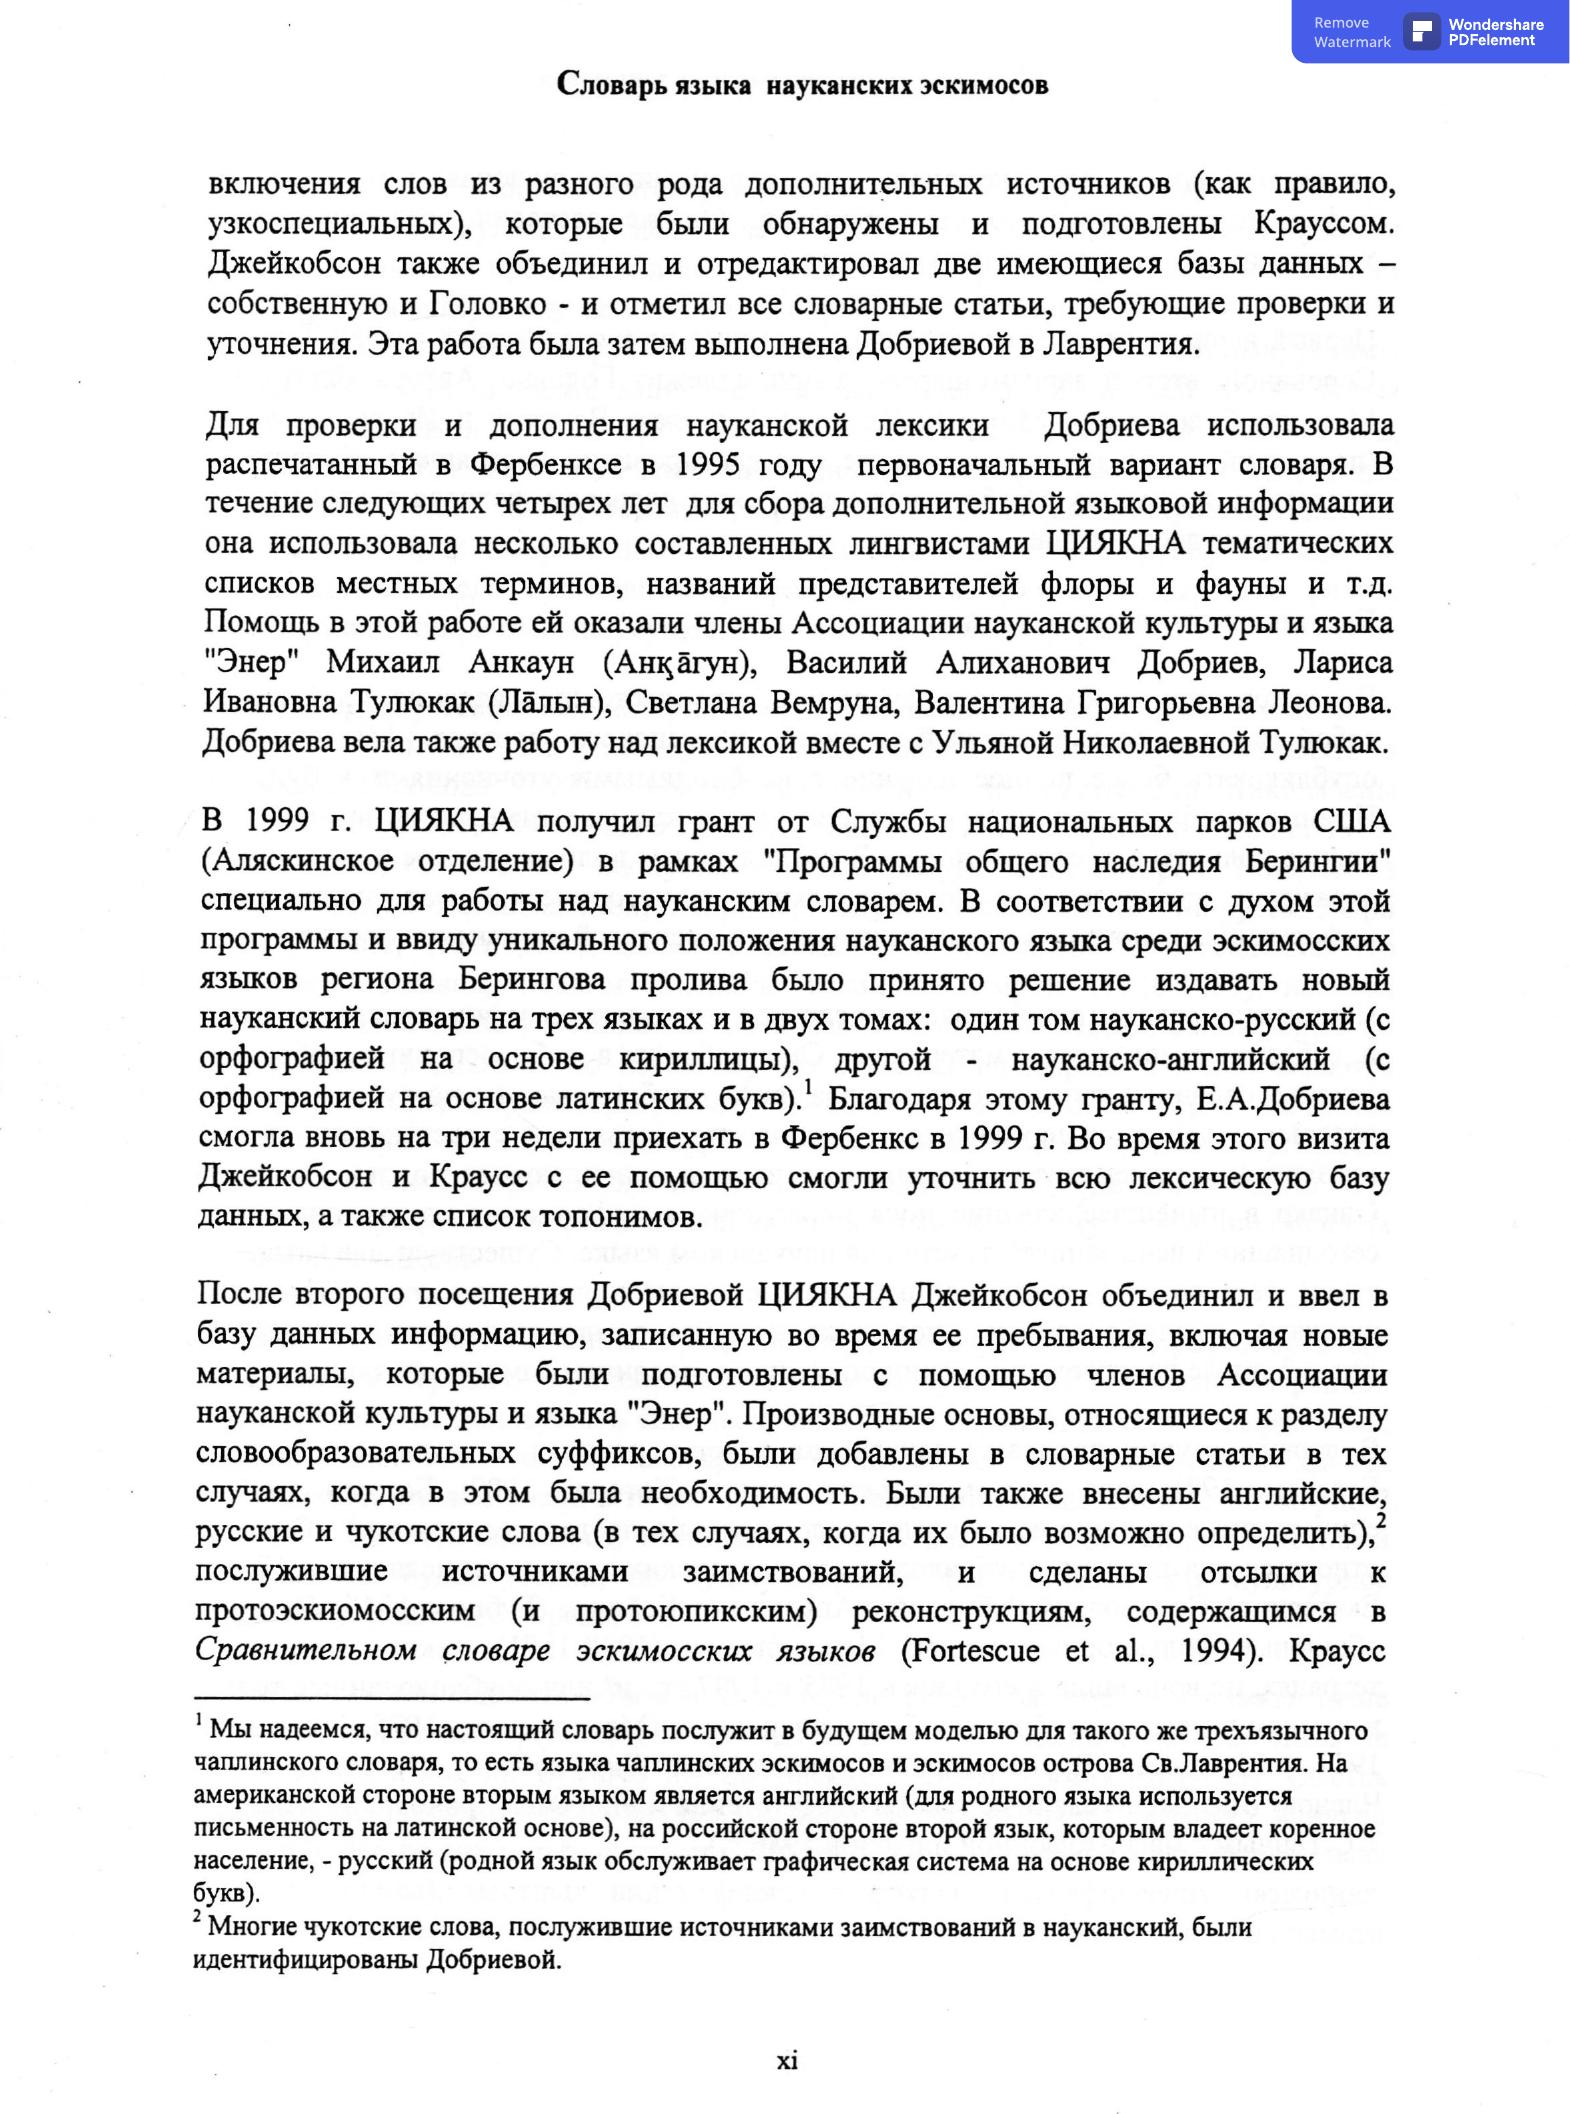 Remove
Watermark
Wondershare
PDFelement
Словарь языка науканских эскимосов
включения слов из разного рода дополнительных источников (как правило,
узкоспециальных), которые были обнаружены и подготовлены Крауссом.
Джейкобсон также объединил и отредактировал две имеющиеся базы данных –
собственную и Головко - и отметил все словарные статьи, требующие проверки и
уточнения. Эта работа была затем выполнена Добриевой в Лаврентия.
Для проверки и дополнения науканской лексики Добриева использовала
распечатанный в Фербенксе в 1995 году первоначальный вариант словаря. В
течение следующих четырех лет для сбора дополнительной языковой информации
она использовала несколько составленных лингвистами ЦИЯКНА тематических
списков местных терминов, названий представителей флоры и фауны и т.д.
Помощь в этой работе ей оказали члены Ассоциации науканской культуры и языка
"Энер" Михаил Анкаун (Анқāгун), Василий Алиханович Добриев, Лариса
Ивановна Тулюкак (Лāлын), Светлана Вемруна, Валентина Григорьевна Леонова.
Добриева вела также работу над лексикой вместе с Ульяной Николаевной Тулюкак.
В 1999 г. ЦИЯКНА получил грант от Службы национальных парков США
(Аляскинское отделение) в рамках "Программы общего наследия Берингии"
специально для работы над науканским словарем. В соответствии с духом этой
программы и ввиду уникального положения науканского языка среди эскимосских
языков региона Берингова пролива было принято решение издавать новый
науканский словарь на трех языках и в двух томах: один том науканско-русский (с
орфографией на основе кириллицы), другой - науканско-английский (с
орфографией на основе латинских букв).¹ Благодаря этому гранту, Е.А.Добриева
смогла вновь на три недели приехать в Фербенкс в 1999 г. Во время этого визита
Джейкобсон и Краусс с ее помощью смогли уточнить всю лексическую базу
данных, а также список топонимов.
После второго посещения Добриевой ЦИЯКНА Джейкобсон объединил и ввел в
базу данных информацию, записанную во время ее пребывания, включая новые
материалы, которые были подготовлены с помощью членов Ассоциации
науканской культуры и языка "Энер". Производные основы, относящиеся к разделу
словообразовательных суффиксов, были добавлены в словарные статьи в тех
случаях, когда в этом была необходимость. Были также внесены английские,
русские и чукотские слова (в тех случаях, когда их было возможно определить),²
послужившие источниками заимствований, и сделаны отсылки к
протоэскиомосским (и протоюпикским) реконструкциям, содержащимся в
Сравнительном словаре эскимосских языков (Fortescue et al., 1994). Краусс
¹ Мы надеемся, что настоящий словарь послужит в будущем моделью для такого же трехъязычного
чаплинского словаря, то есть языка чаплинских эскимосов и эскимосов острова Св.Лаврентия. На
американской стороне вторым языком является английский (для родного языка используется
письменность на латинской основе), на российской стороне второй язык, которым владеет коренное
население, - русский (родной язык обслуживает графическая система на основе кириллических
букв).
² Многие чукотские слова, послужившие источниками заимствований в науканский, были
идентифицированы Добриевой.
xi